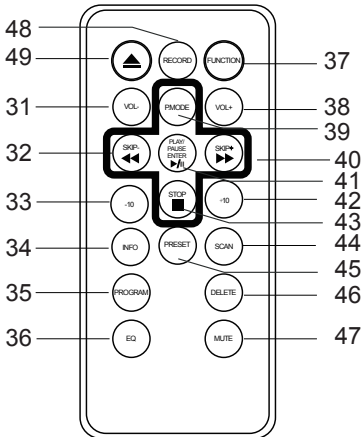 48
49
RECORD
FUNCTION
37
31
VOL-
P.MODE
VOL+
38
39
32
SKIP-
PLAY/
PAUSE
ENTER
SKIP+
40
41
33
-10
STOP
-10
42
43
34
INFO
PRESET
SCAN
44
45
35
PROGRAM
DELETE
46
36
EQ
MUTE
47